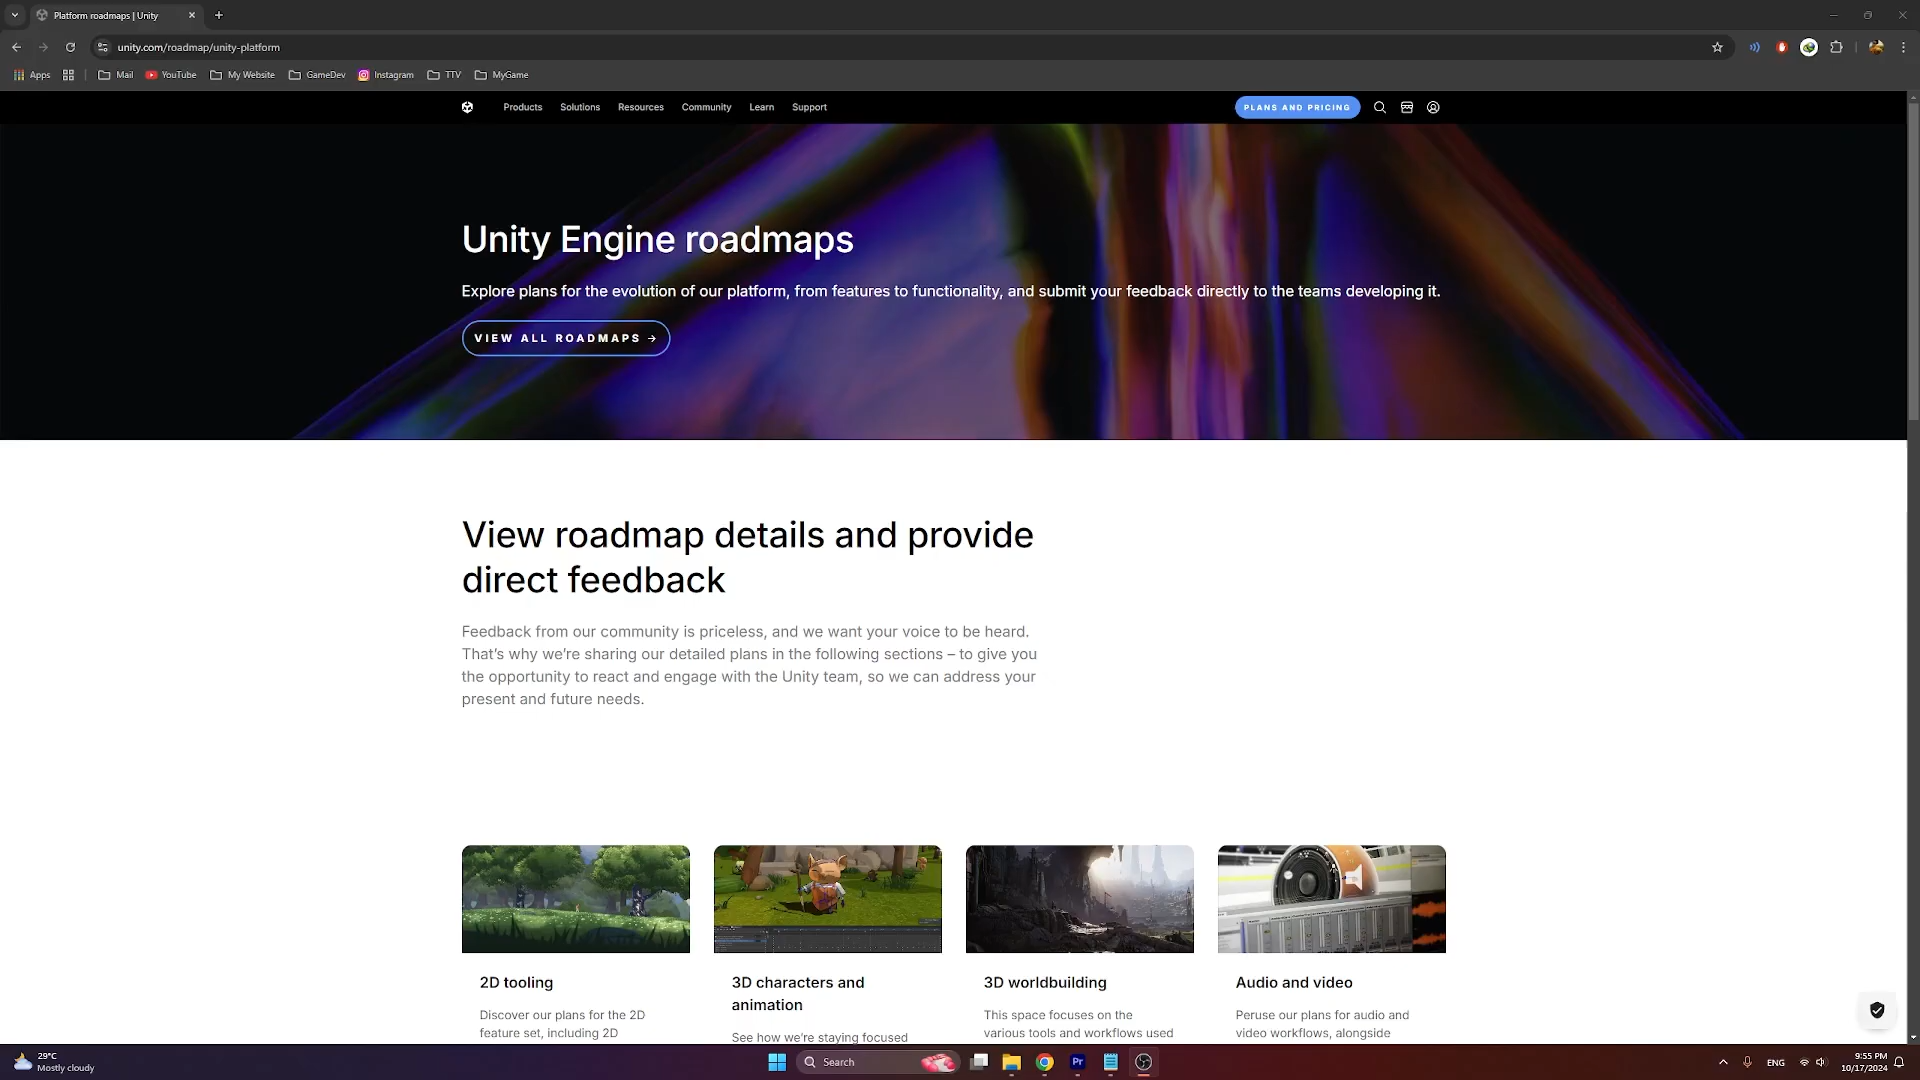 Platform roadmaps | Unity
unity.com/roadmap/unity-platform
Apps
Mail
YouTube
My Website
GameDev
Instagram
TTV
MyGame
Products
Solutions
Resources
Community
Learn
Support
PLANS AND PRICING
Unity Engine roadmaps
Explore plans for the evolution of our platform, from features to functionality, and submit your feedback directly to the teams developing it.
VIEW ALL ROADMAPS →
View roadmap details and provide
direct feedback
Feedback from our community is priceless, and we want your voice to be heard.
That’s why we’re sharing our detailed plans in the following sections – to give you
the opportunity to react and engage with the Unity team, so we can address your
present and future needs.
2D tooling
Discover our plans for the 2D
feature set, including 2D
3D characters and
animation
See how we’re staying focused
3D worldbuilding
This space focuses on the
various tools and workflows used
Audio and video
Peruse our plans for audio and
video workflows, alongside
29°C
Mostly cloudy
Search
Pr
ENG
9:55 PM
10/17/2024